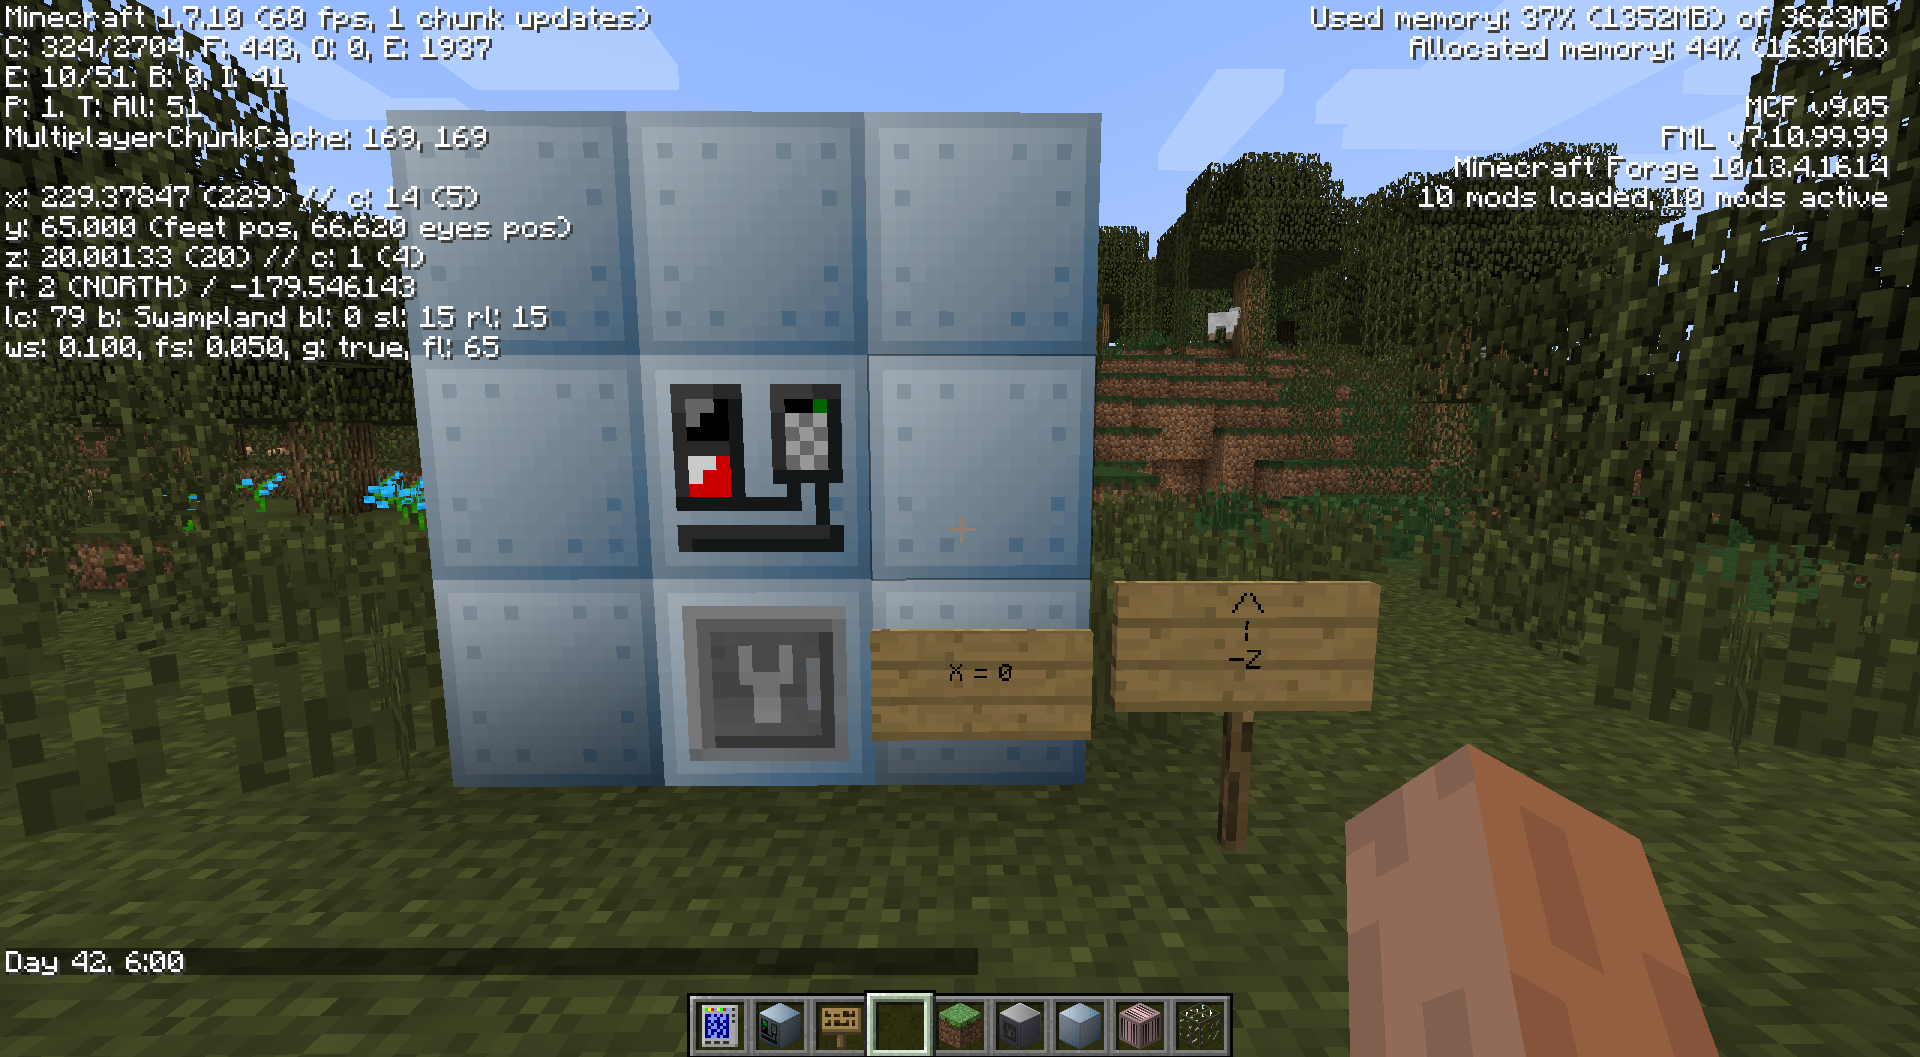 Minecraft 1.7.10 (60 fps, 1 chunk updates)
C: 324/2704, F: 443, O: 0, E: 1937
E: 10/51. B: 0, I: 41
P: 1. T: All: 51
MultiplayerChunkCache: 169, 169
x: 229.37847 (229) // c: 14 (5)
y: 65.000 (feet pos, 66.620 eyes pos)
z: 20.00133 (20) // c: 1 (4)
f: 2 (NORTH) / -179.546143
lc: 79 b: Swampland bl: 0 sl: 15 rl: 15
ws: 0.100, fs: 0.050, g: true, fl: 65
Used memory: 37% (1352MB) of 3623MB
Allocated memory: 44% (1630MB)
MCP v9.05
FML v7.10.99.99
Minecraft Forge 10.13.4.1614
10 mods loaded, 10 mods active
X = 0
^
|
-Z
Day 42, 6:00